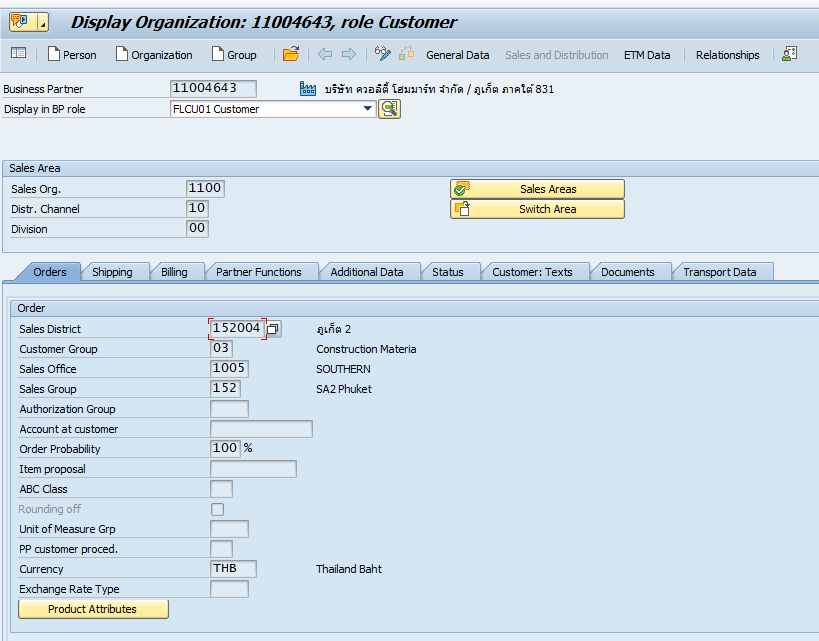 Display Organization: 11004643, role Customer
Person Organization Group General Data Sales and Distribution ETM Data Relationships
Business Partner 11004643 บริษัท ควอลิตี้ โฮมมาร์ท จำกัด / ภูเก็ต ภาคใต้ 831
Display in BP role FLCU01 Customer
Sales Area
Sales Org. 1100 Sales Areas
Distr. Channel 10 Switch Area
Division 00
Orders Shipping Billing Partner Functions Additional Data Status Customer: Texts Documents Transport Data
Order
Sales District 152004 ภูเก็ต 2
Customer Group 03 Construction Materia
Sales Office 1005 SOUTHERN
Sales Group 152 SA2 Phuket
Authorization Group
Account at customer
Order Probability 100 %
Item proposal
ABC Class
Rounding off
Unit of Measure Grp
PP customer proced.
Currency THB Thailand Baht
Exchange Rate Type
Product Attributes